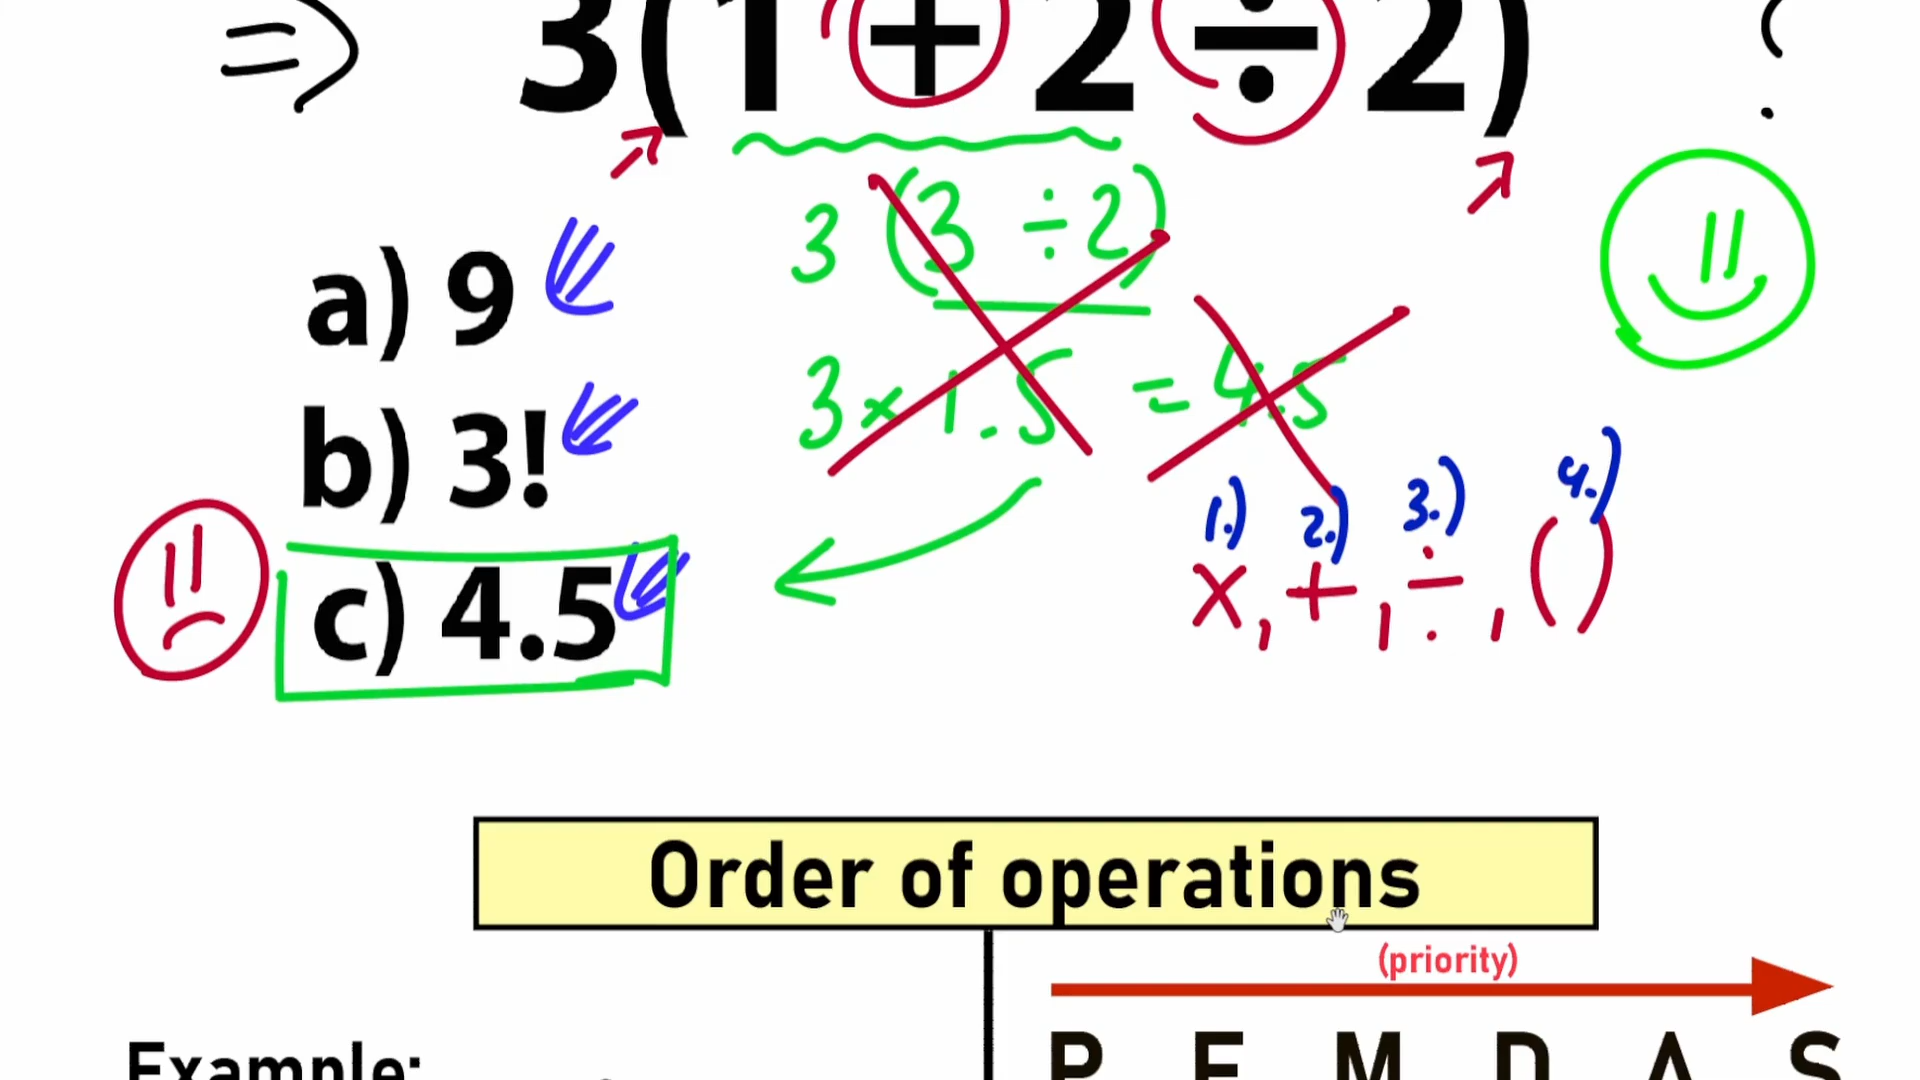 => 3(1 + 2 ÷ 2) ?
3 (3 ÷ 2)
a) 9
3 × 1.5 = 4.5
b) 3!
1.) 2.) 3.) 4.)
×, +, ÷, ()
c) 4.5
Order of operations
(priority)
Example:
P E M D A S